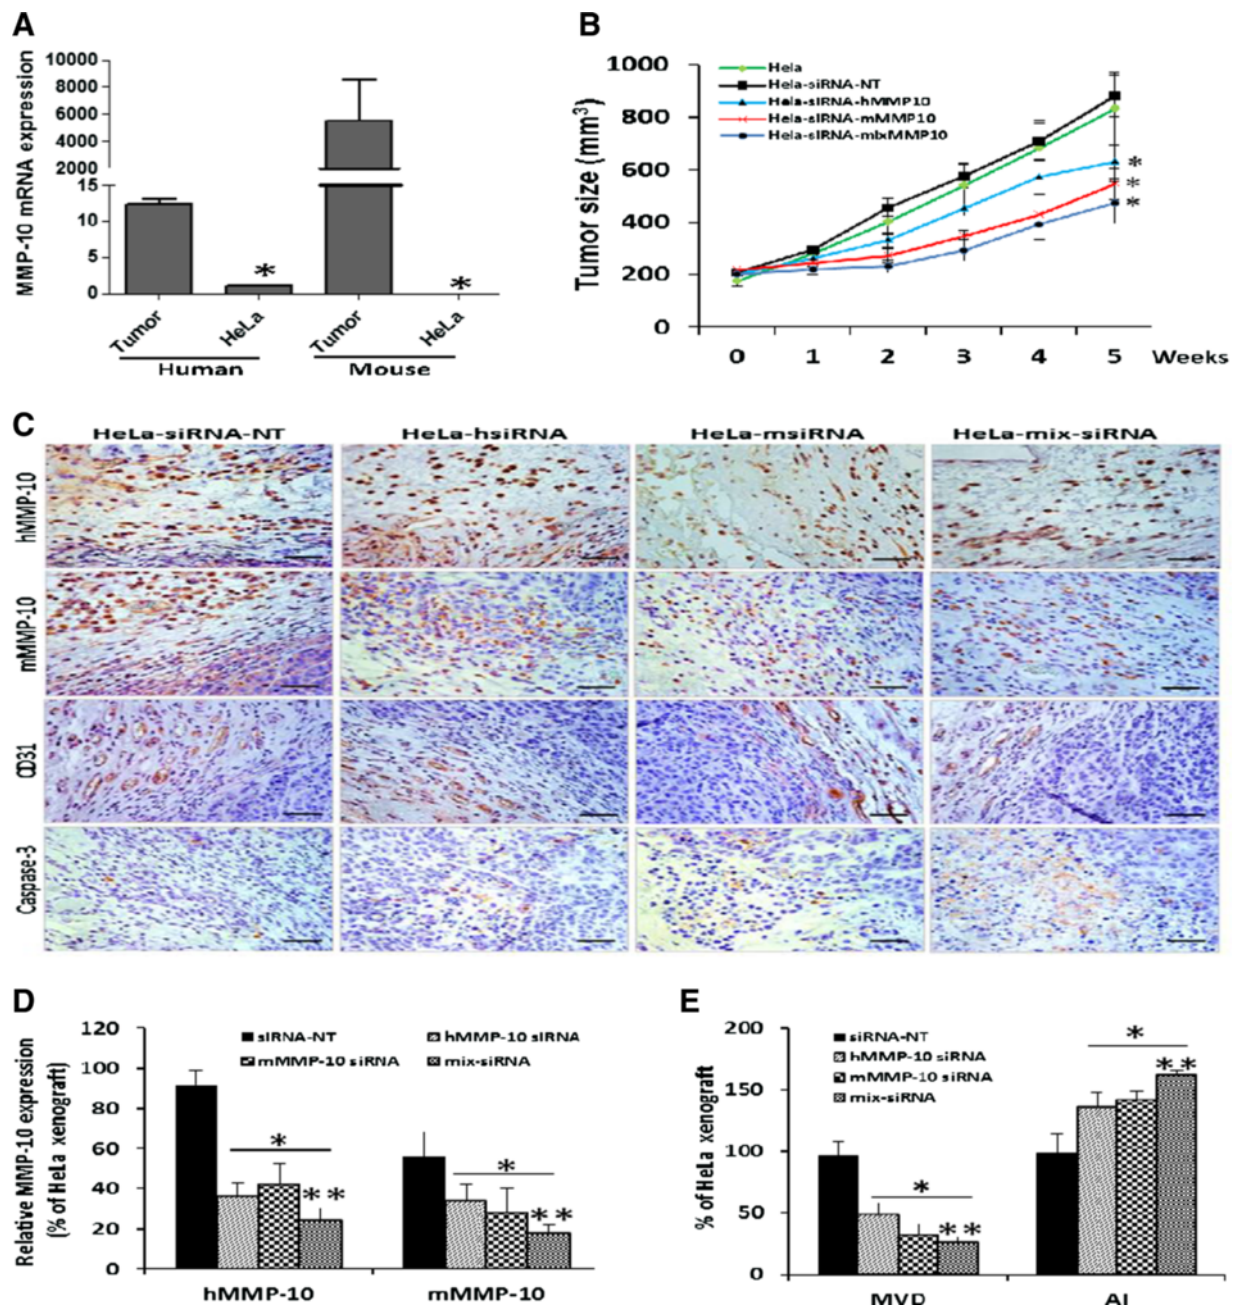 A
MMP-10 mRNA expression
10000
8000
6000
4000
2000
15
10
5
0
*
*
Tumor HeLa Tumor HeLa
Human Mouse
B
Tumor size (mm³)
1000
800
600
400
200
0
Hela
Hela-siRNA-NT
Hela-siRNA-hMMP10
Hela-siRNA-mMMP10
Hela-siRNA-mixMMP10
*
*
*
0 1 2 3 4 5 Weeks
C
HeLa-siRNA-NT HeLa-hsiRNA HeLa-msiRNA HeLa-mix-siRNA
hMMP-10
mMMP-10
CD31
Caspase-3
D
Relative MMP-10 expression
(% of HeLa xenograft)
120
100
80
60
40
20
0
siRNA-NT hMMP-10 siRNA
mMMP-10 siRNA mix-siRNA
*
**
*
**
hMMP-10 mMMP-10
E
% of HeLa xenograft
200
150
100
50
0
siRNA-NT
hMMP-10 siRNA
mMMP-10 siRNA
mix-siRNA
*
**
*
**
MVD AI